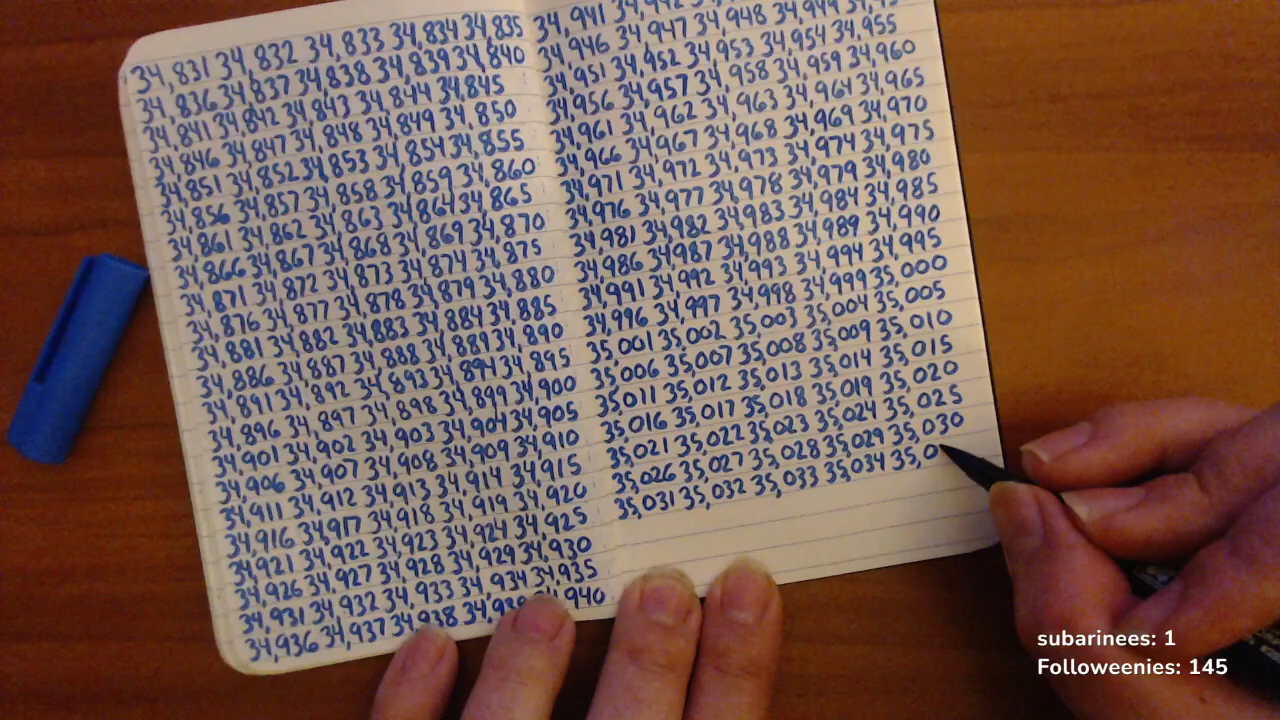 34,831 34,832 34,833 34,834 34,835
34,836 34,837 34,838 34,839 34,840
34,841 34,842 34,843 34,844 34,845
34,846 34,847 34,848 34,849 34,850
34,851 34,852 34,853 34,854 34,855
34,856 34,857 34,858 34,859 34,860
34,861 34,862 34,863 34,864 34,865
34,866 34,867 34,868 34,869 34,870
34,871 34,872 34,873 34,874 34,875
34,876 34,877 34,878 34,879 34,880
34,881 34,882 34,883 34,884 34,885
34,886 34,887 34,888 34,889 34,890
34,891 34,892 34,893 34,894 34,895
34,896 34,897 34,898 34,899 34,900
34,901 34,902 34,903 34,904 34,905
34,906 34,907 34,908 34,909 34,910
34,911 34,912 34,913 34,914 34,915
34,916 34,917 34,918 34,919 34,920
34,921 34,922 34,923 34,924 34,925
34,926 34,927 34,928 34,929 34,930
34,931 34,932 34,933 34,934 34,935
34,936 34,937 34,938 34,939 34,940
34,941 34,942
34,946 34,947 34,948 34,949
34,951 34,952 34,953 34,954 34,955
34,956 34,957 34,958 34,959 34,960
34,961 34,962 34,963 34,964 34,965
34,966 34,967 34,968 34,969 34,970
34,971 34,972 34,973 34,974 34,975
34,976 34,977 34,978 34,979 34,980
34,981 34,982 34,983 34,984 34,985
34,986 34,987 34,988 34,989 34,990
34,991 34,992 34,993 34,994 34,995
34,996 34,997 34,998 34,999 35,000
35,001 35,002 35,003 35,004 35,005
35,006 35,007 35,008 35,009 35,010
35,011 35,012 35,013 35,014 35,015
35,016 35,017 35,018 35,019 35,020
35,021 35,022 35,023 35,024 35,025
35,026 35,027 35,028 35,029 35,030
35,031 35,032 35,033 35,034 35,0
subarinees: 1
Followeenies: 145